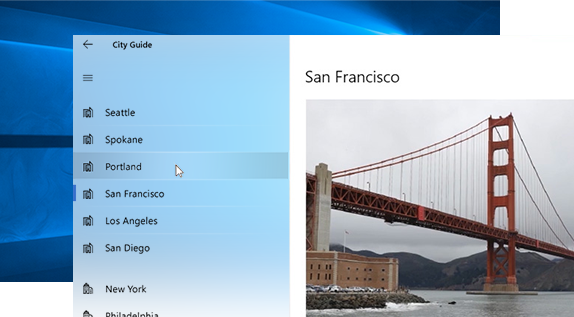 City Guide
San Francisco
Seattle
Spokane
Portland
San Francisco
Los Angeles
San Diego
New York
Philadelphia